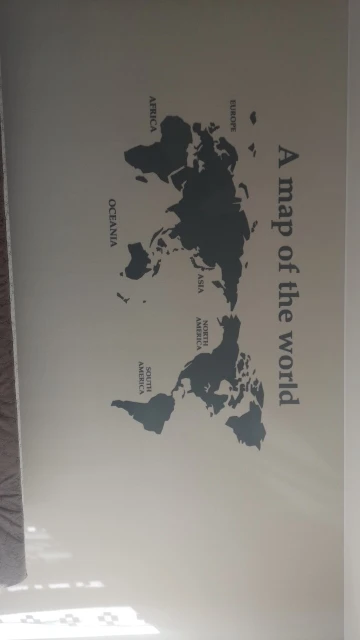 A map of the world
EUROPE
AFRICA
ASIA
NORTH
AMERICA
OCEANIA
SOUTH
AMERICA